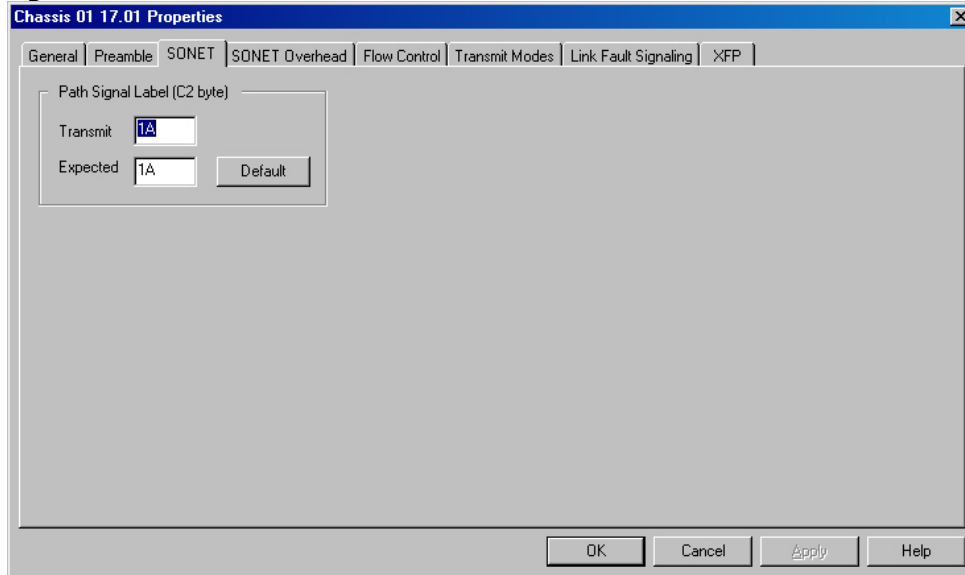 Chassis 01 17.01 Properties
General Preamble SONET SONET Overhead Flow Control Transmit Modes Link Fault Signaling XFP
Path Signal Label (C2 byte)
Transmit 1A
Expected 1A Default
OK Cancel Apply Help